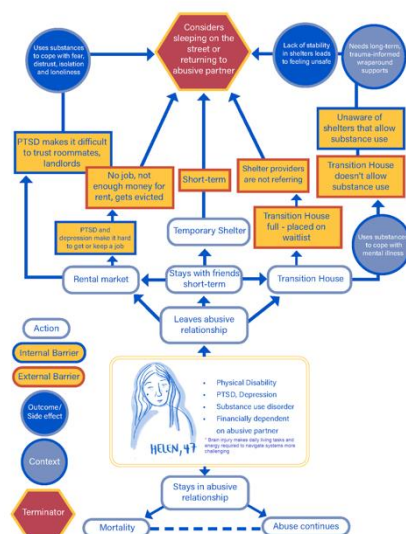 Considers
sleeping on the
street or
returning to
abusive partner
Uses substances
to cope with fear,
distrust, isolation
and loneliness
Lack of stability
in shelters leads
to feeling unsafe
Needs long-term,
trauma-informed
wraparound
supports
PTSD makes it difficult
to trust roommates,
landlords
No job, not
enough money for
rent, gets evicted
Short-term
Shelter providers
are not referring
Unaware of
shelters that allow
substance use
Transition House
doesn't allow
substance use
PTSD and
depression make it hard
to get or keep a job
Temporary Shelter
Transition House
full - placed on
waitlist
Uses substances
to cope with
mental illness
Rental market
Stays with friends
short-term
Transition House
Leaves abusive
relationship
Action
Internal Barrier
External Barrier
Outcome/
Side effect
Context
Terminator
HELEN, 47
• Physical Disability
• PTSD, Depression
• Substance use disorder
• Financially dependent
on abusive partner
* Brain injury makes daily living tasks and
energy required to navigate systems more
challenging
Stays in abusive
relationship
Mortality
Abuse continues